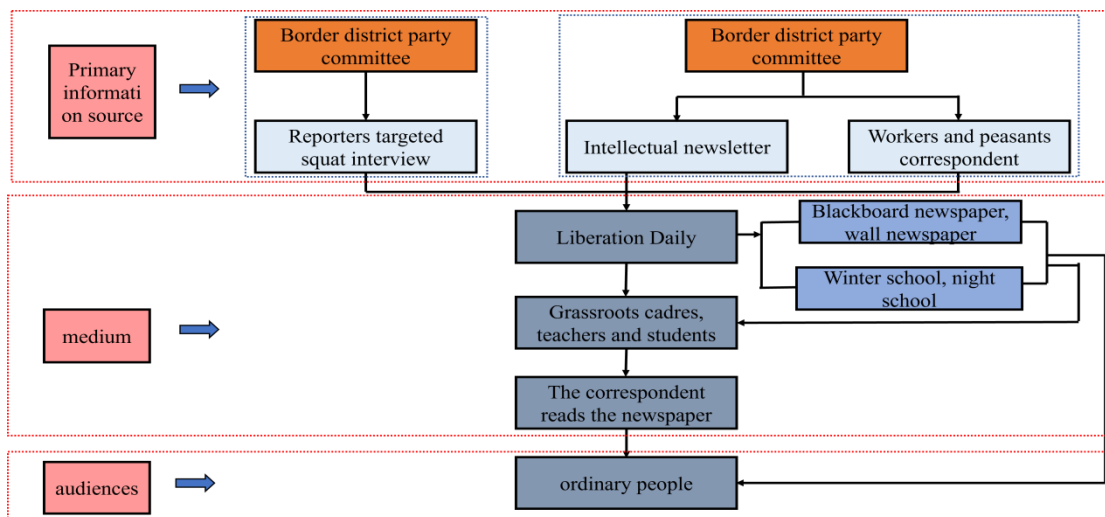 Primary
informati
on source
Border district party
committee
Border district party
committee
Reporters targeted
squat interview
Intellectual newsletter
Workers and peasants
correspondent
medium
Liberation Daily
Blackboard newspaper,
wall newspaper
Winter school, night
school
Grassroots cadres,
teachers and students
The correspondent
reads the newspaper
audiences
ordinary people